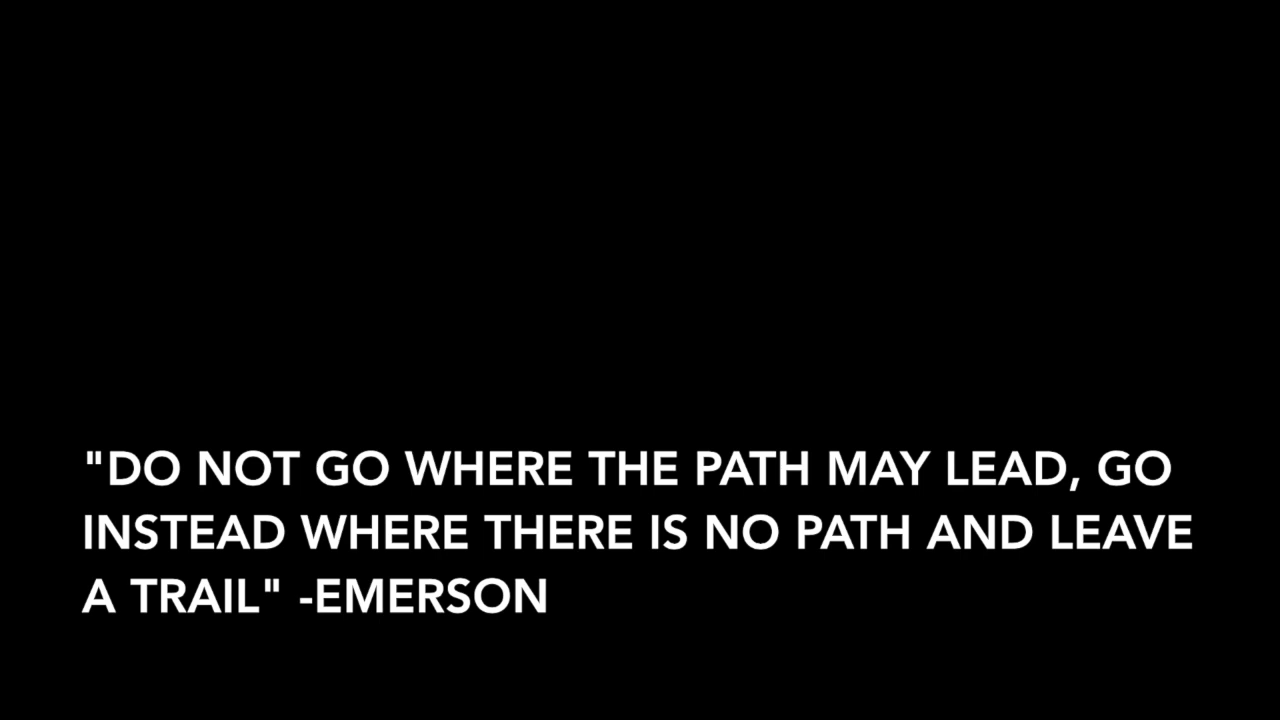 "DO NOT GO WHERE THE PATH MAY LEAD, GO
INSTEAD WHERE THERE IS NO PATH AND LEAVE
A TRAIL" -EMERSON